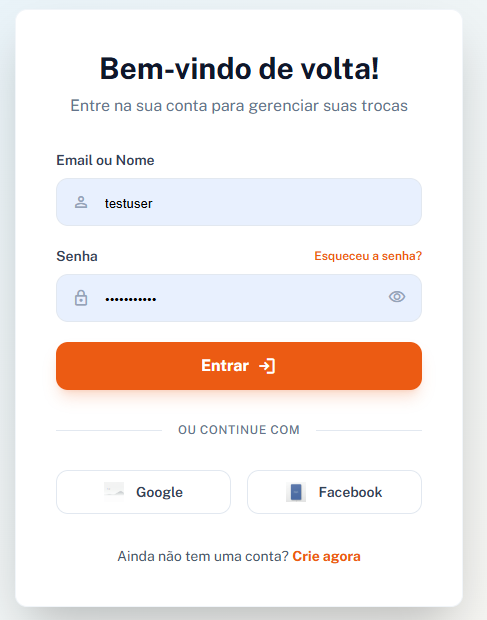 Bem-vindo de volta!
Entre na sua conta para gerenciar suas trocas
Email ou Nome
testuser
Senha
Esqueceu a senha?
•••••••••••
Entrar
OU CONTINUE COM
Google
Facebook
Ainda não tem uma conta? Crie agora